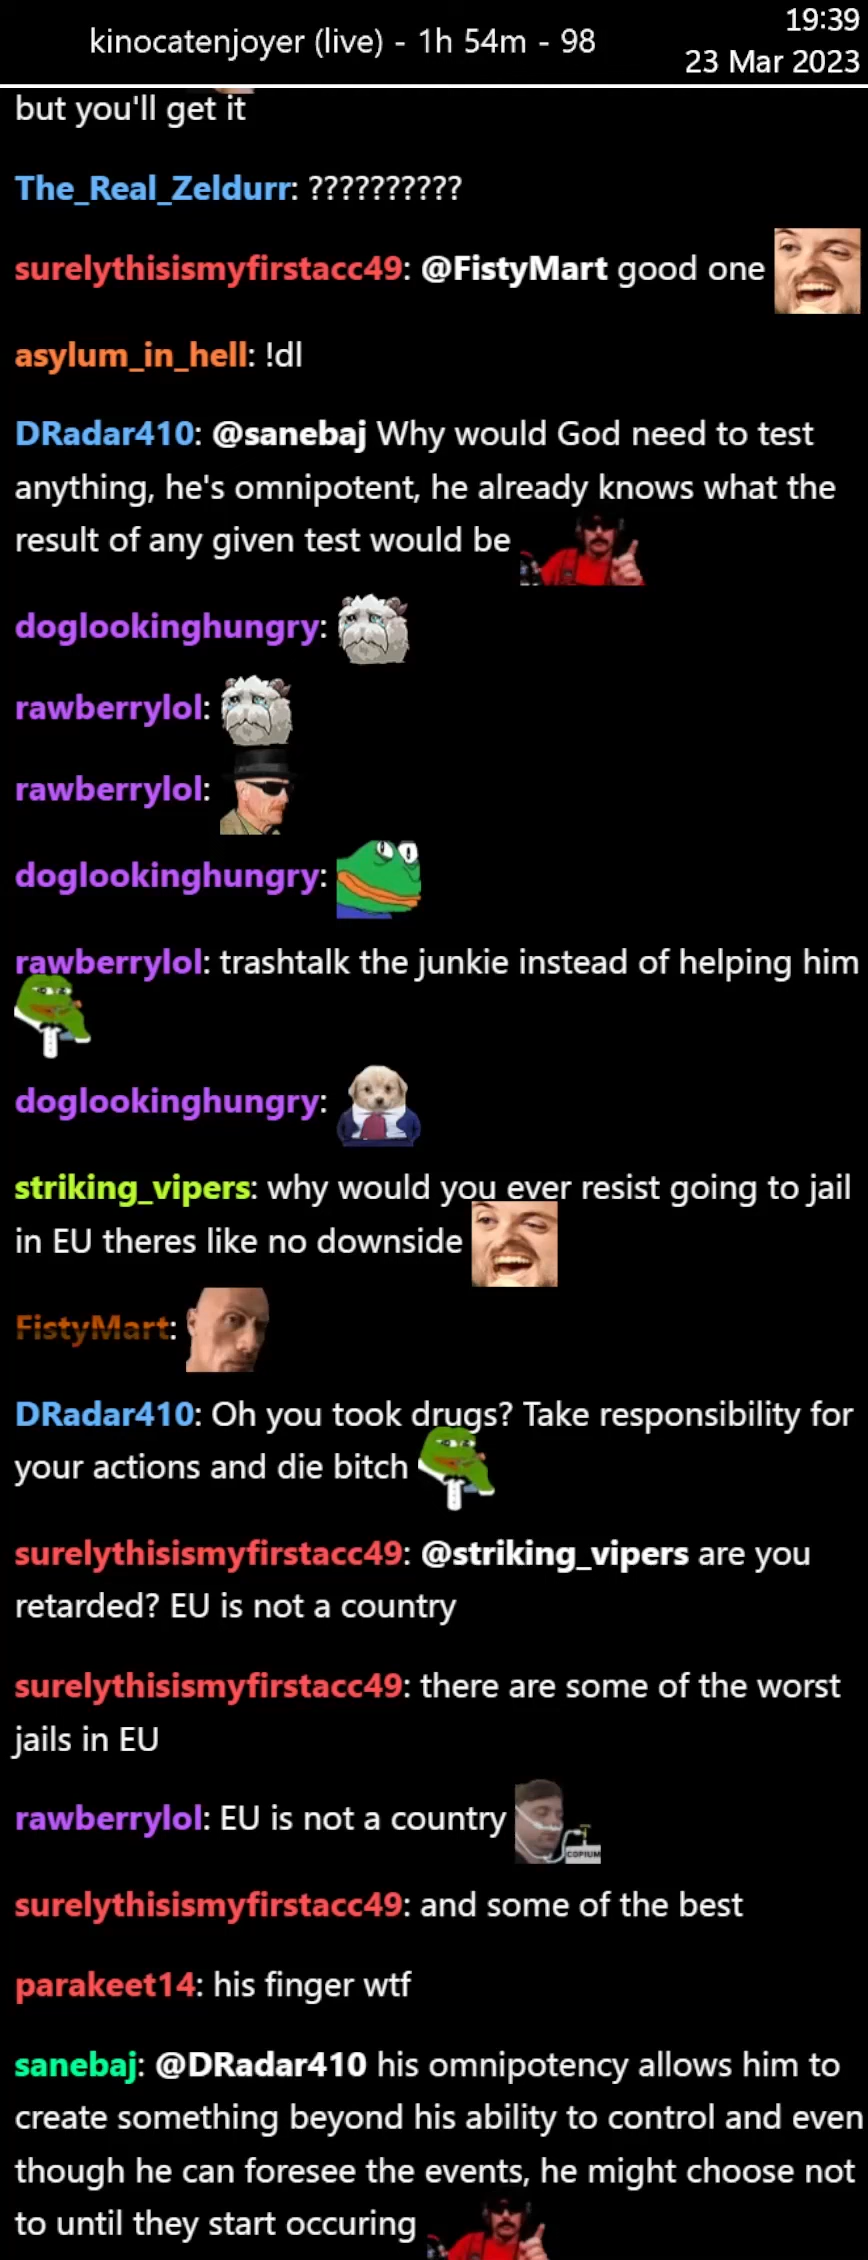 kinocatenjoyer (live) - 1h 54m - 98
19:39
23 Mar 2023
but you'll get it
The_Real_Zeldurr: ??????????
surelythisismyfirstacc49: @FistyMart good one
asylum_in_hell: !dl
DRadar410: @sanebaj Why would God need to test
anything, he's omnipotent, he already knows what the
result of any given test would be
doglookinghungry:
rawberrylol:
rawberrylol:
doglookinghungry:
rawberrylol: trashtalk the junkie instead of helping him
doglookinghungry:
striking_vipers: why would you ever resist going to jail
in EU theres like no downside
FistyMart:
DRadar410: Oh you took drugs? Take responsibility for
your actions and die bitch
surelythisismyfirstacc49: @striking_vipers are you
retarded? EU is not a country
surelythisismyfirstacc49: there are some of the worst
jails in EU
rawberrylol: EU is not a country
COPIUM
surelythisismyfirstacc49: and some of the best
parakeet14: his finger wtf
sanebaj: @DRadar410 his omnipotency allows him to
create something beyond his ability to control and even
though he can foresee the events, he might choose not
to until they start occuring